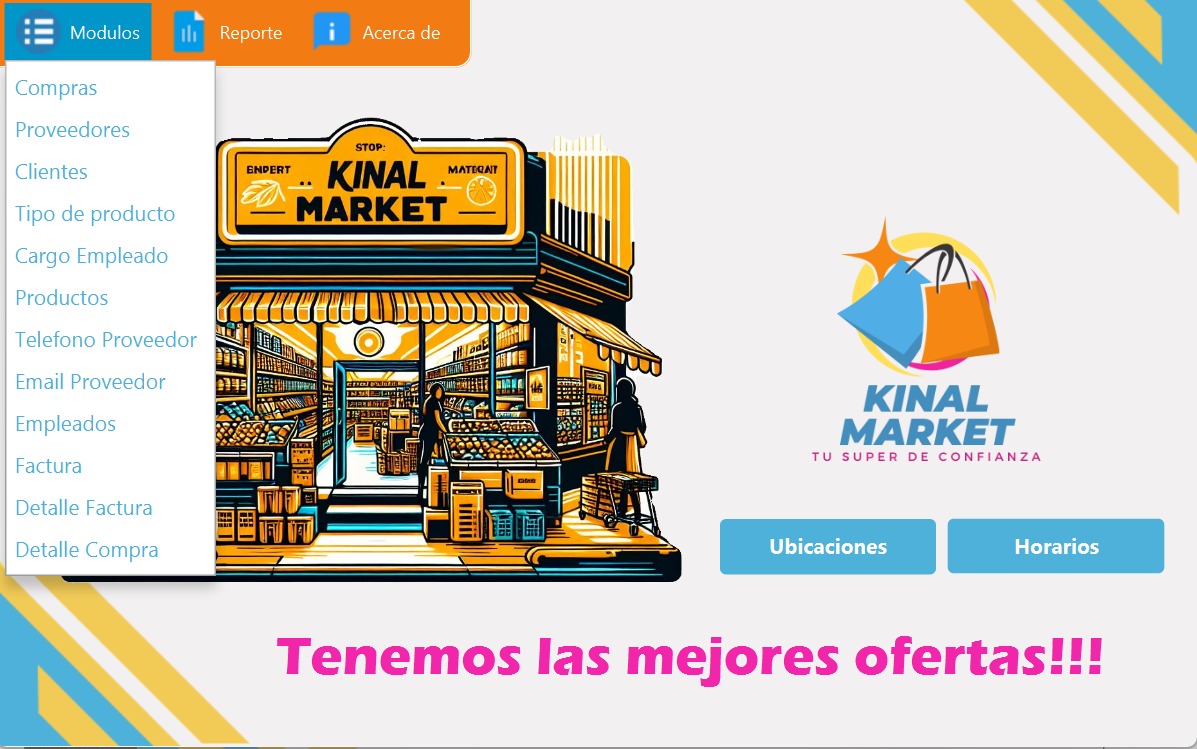 Modulos
Reporte
Acerca de
Compras
Proveedores
Clientes
Tipo de producto
Cargo Empleado
Productos
Telefono Proveedor
Email Proveedor
Empleados
Factura
Detalle Factura
Detalle Compra
STOP:
ENDERT
MATEQAT
KINAL
MARKET
KINAL
MARKET
TU SUPER DE CONFIANZA
Ubicaciones
Horarios
Tenemos las mejores ofertas!!!